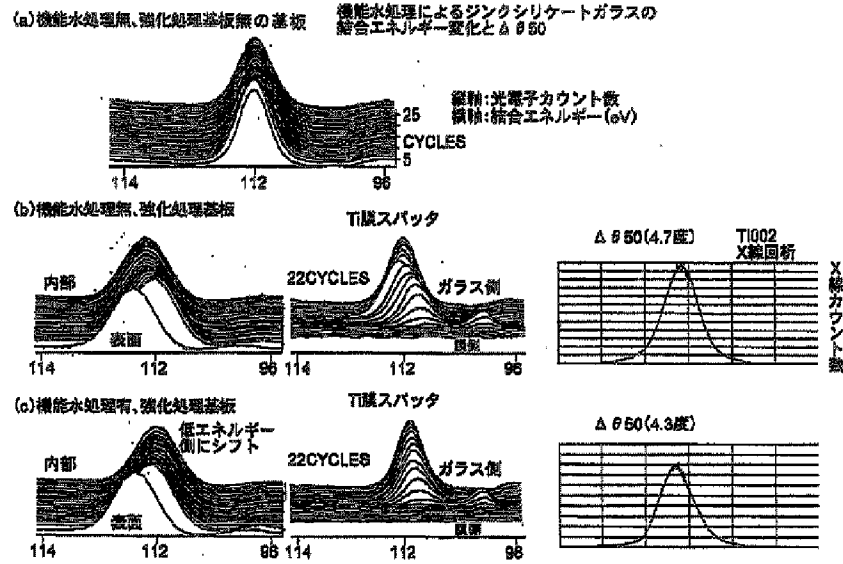 (a)機能水処理無、強化処理基板無の基板
機能水処理によるジンクシリケートガラスの
結合エネルギー変化とΔθ50
縦軸:光電子カウント数
横軸:結合エネルギー(eV)
25
CYCLES
5
114 112 96
(b)機能水処理無、強化処理基板
Ti膜スパッタ
内部
表面
22CYCLES
ガラス側
膜側
114 112 96
114 112 96
Δθ50(4.7度)
TI002
X線回析
X線カウント数
(c)機能水処理有、強化処理基板
低エネルギー
側にシフト
Ti膜スパッタ
内部
表面
22CYCLES
ガラス側
膜側
114 112 96
114 112 96
Δθ50(4.3度)